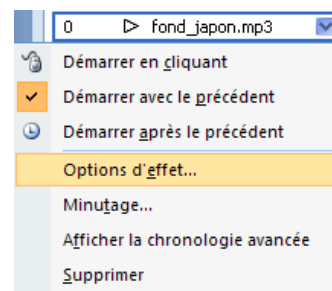 0 fond_japon.mp3
Démarrer en cliquant
Démarrer avec le précédent
Démarrer après le précédent
Options d'effet...
Minutage...
Afficher la chronologie avancée
Supprimer